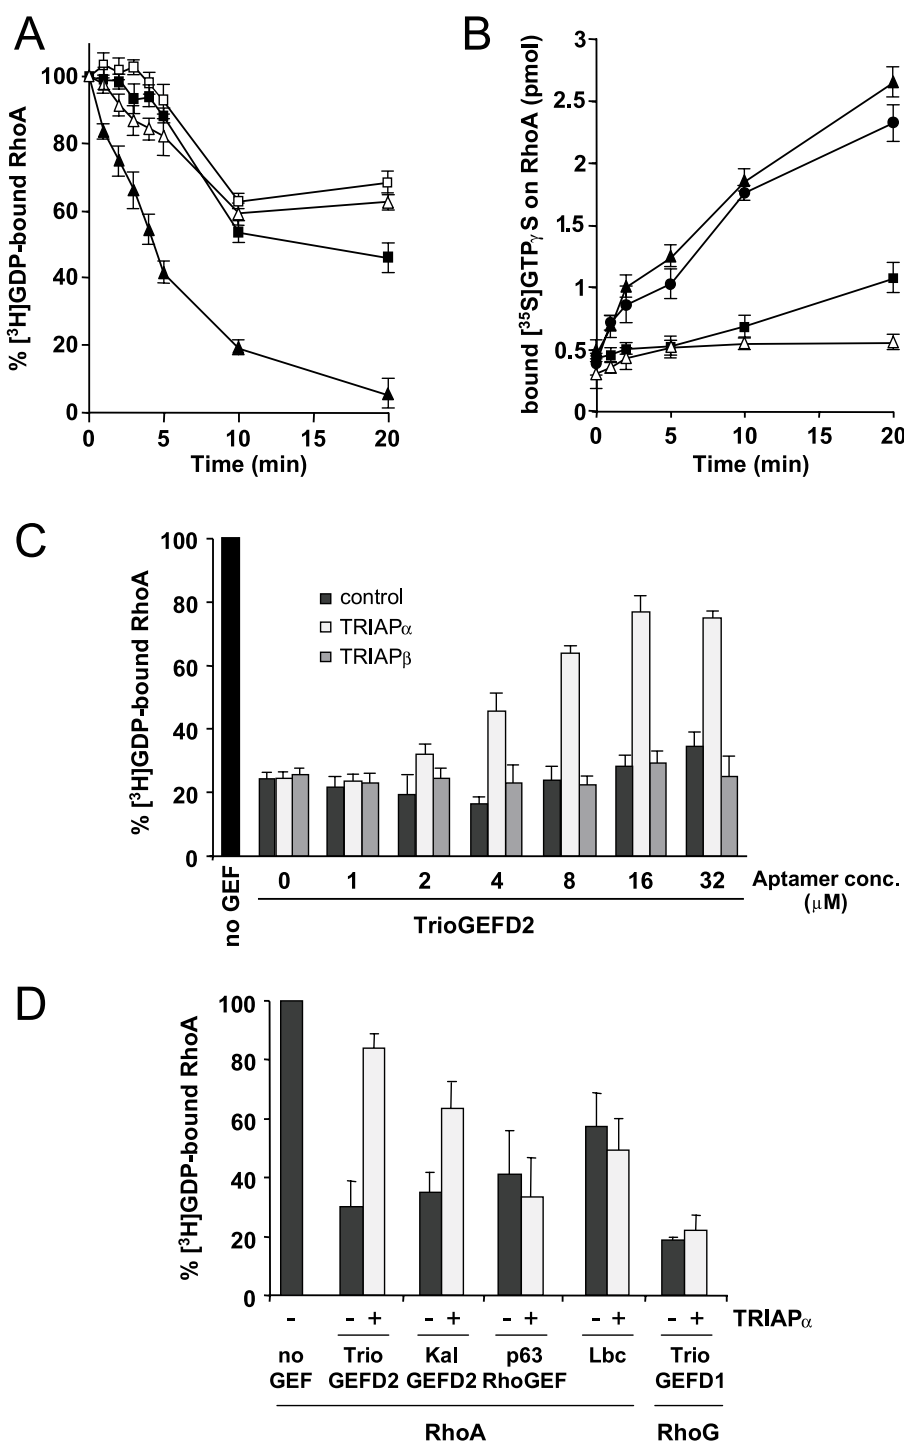 A
% [³H]GDP-bound RhoA
100
80
60
40
20
0
0 5 10 15 20
Time (min)
B
bound [³⁵S]GTPγS on RhoA (pmol)
3
2.5
2
1.5
1
0.5
0
0 5 10 15 20
Time (min)
C
% [³H]GDP-bound RhoA
100
80
60
40
20
0
control
TRIAPα
TRIAPβ
no GEF
0 1 2 4 8 16 32 Aptamer conc.
(μM)
TrioGEFD2
D
% [³H]GDP-bound RhoA
100
80
60
40
20
0
- - + - + - + - + - + TRIAPα
no Trio Kal p63 Lbc Trio
GEF GEFD2 GEFD2 RhoGEF GEFD1
RhoA RhoG